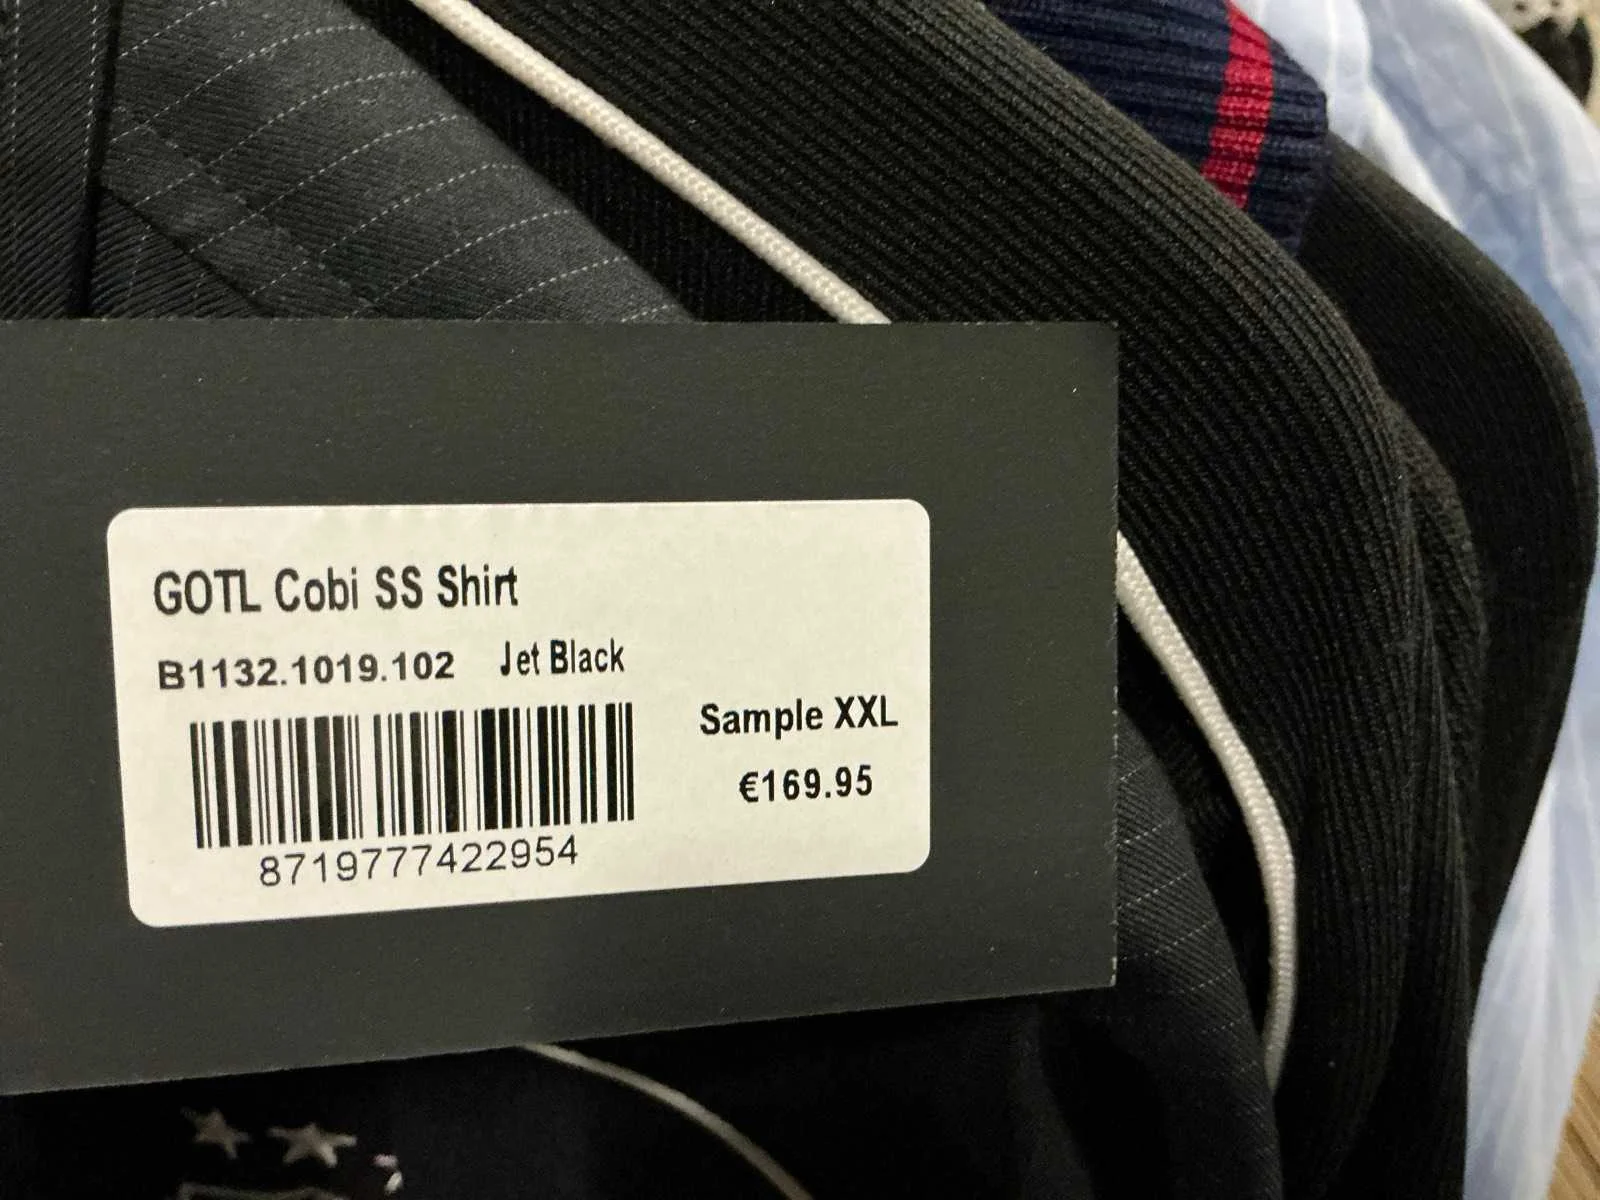 GOTL Cobi SS Shirt
B1132.1019.102 Jet Black
Sample XXL
€169.95
8719777422954